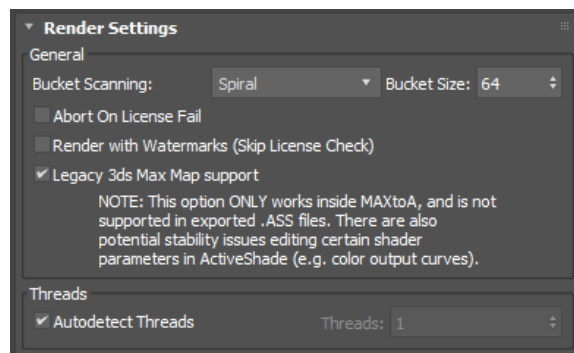 Render Settings
General
Bucket Scanning: Spiral Bucket Size: 64
Abort On License Fail
Render with Watermarks (Skip License Check)
Legacy 3ds Max Map support
NOTE: This option ONLY works inside MAXtoA, and is not
supported in exported .ASS files. There are also
potential stability issues editing certain shader
parameters in ActiveShade (e.g. color output curves).
Threads
Autodetect Threads Threads: 1